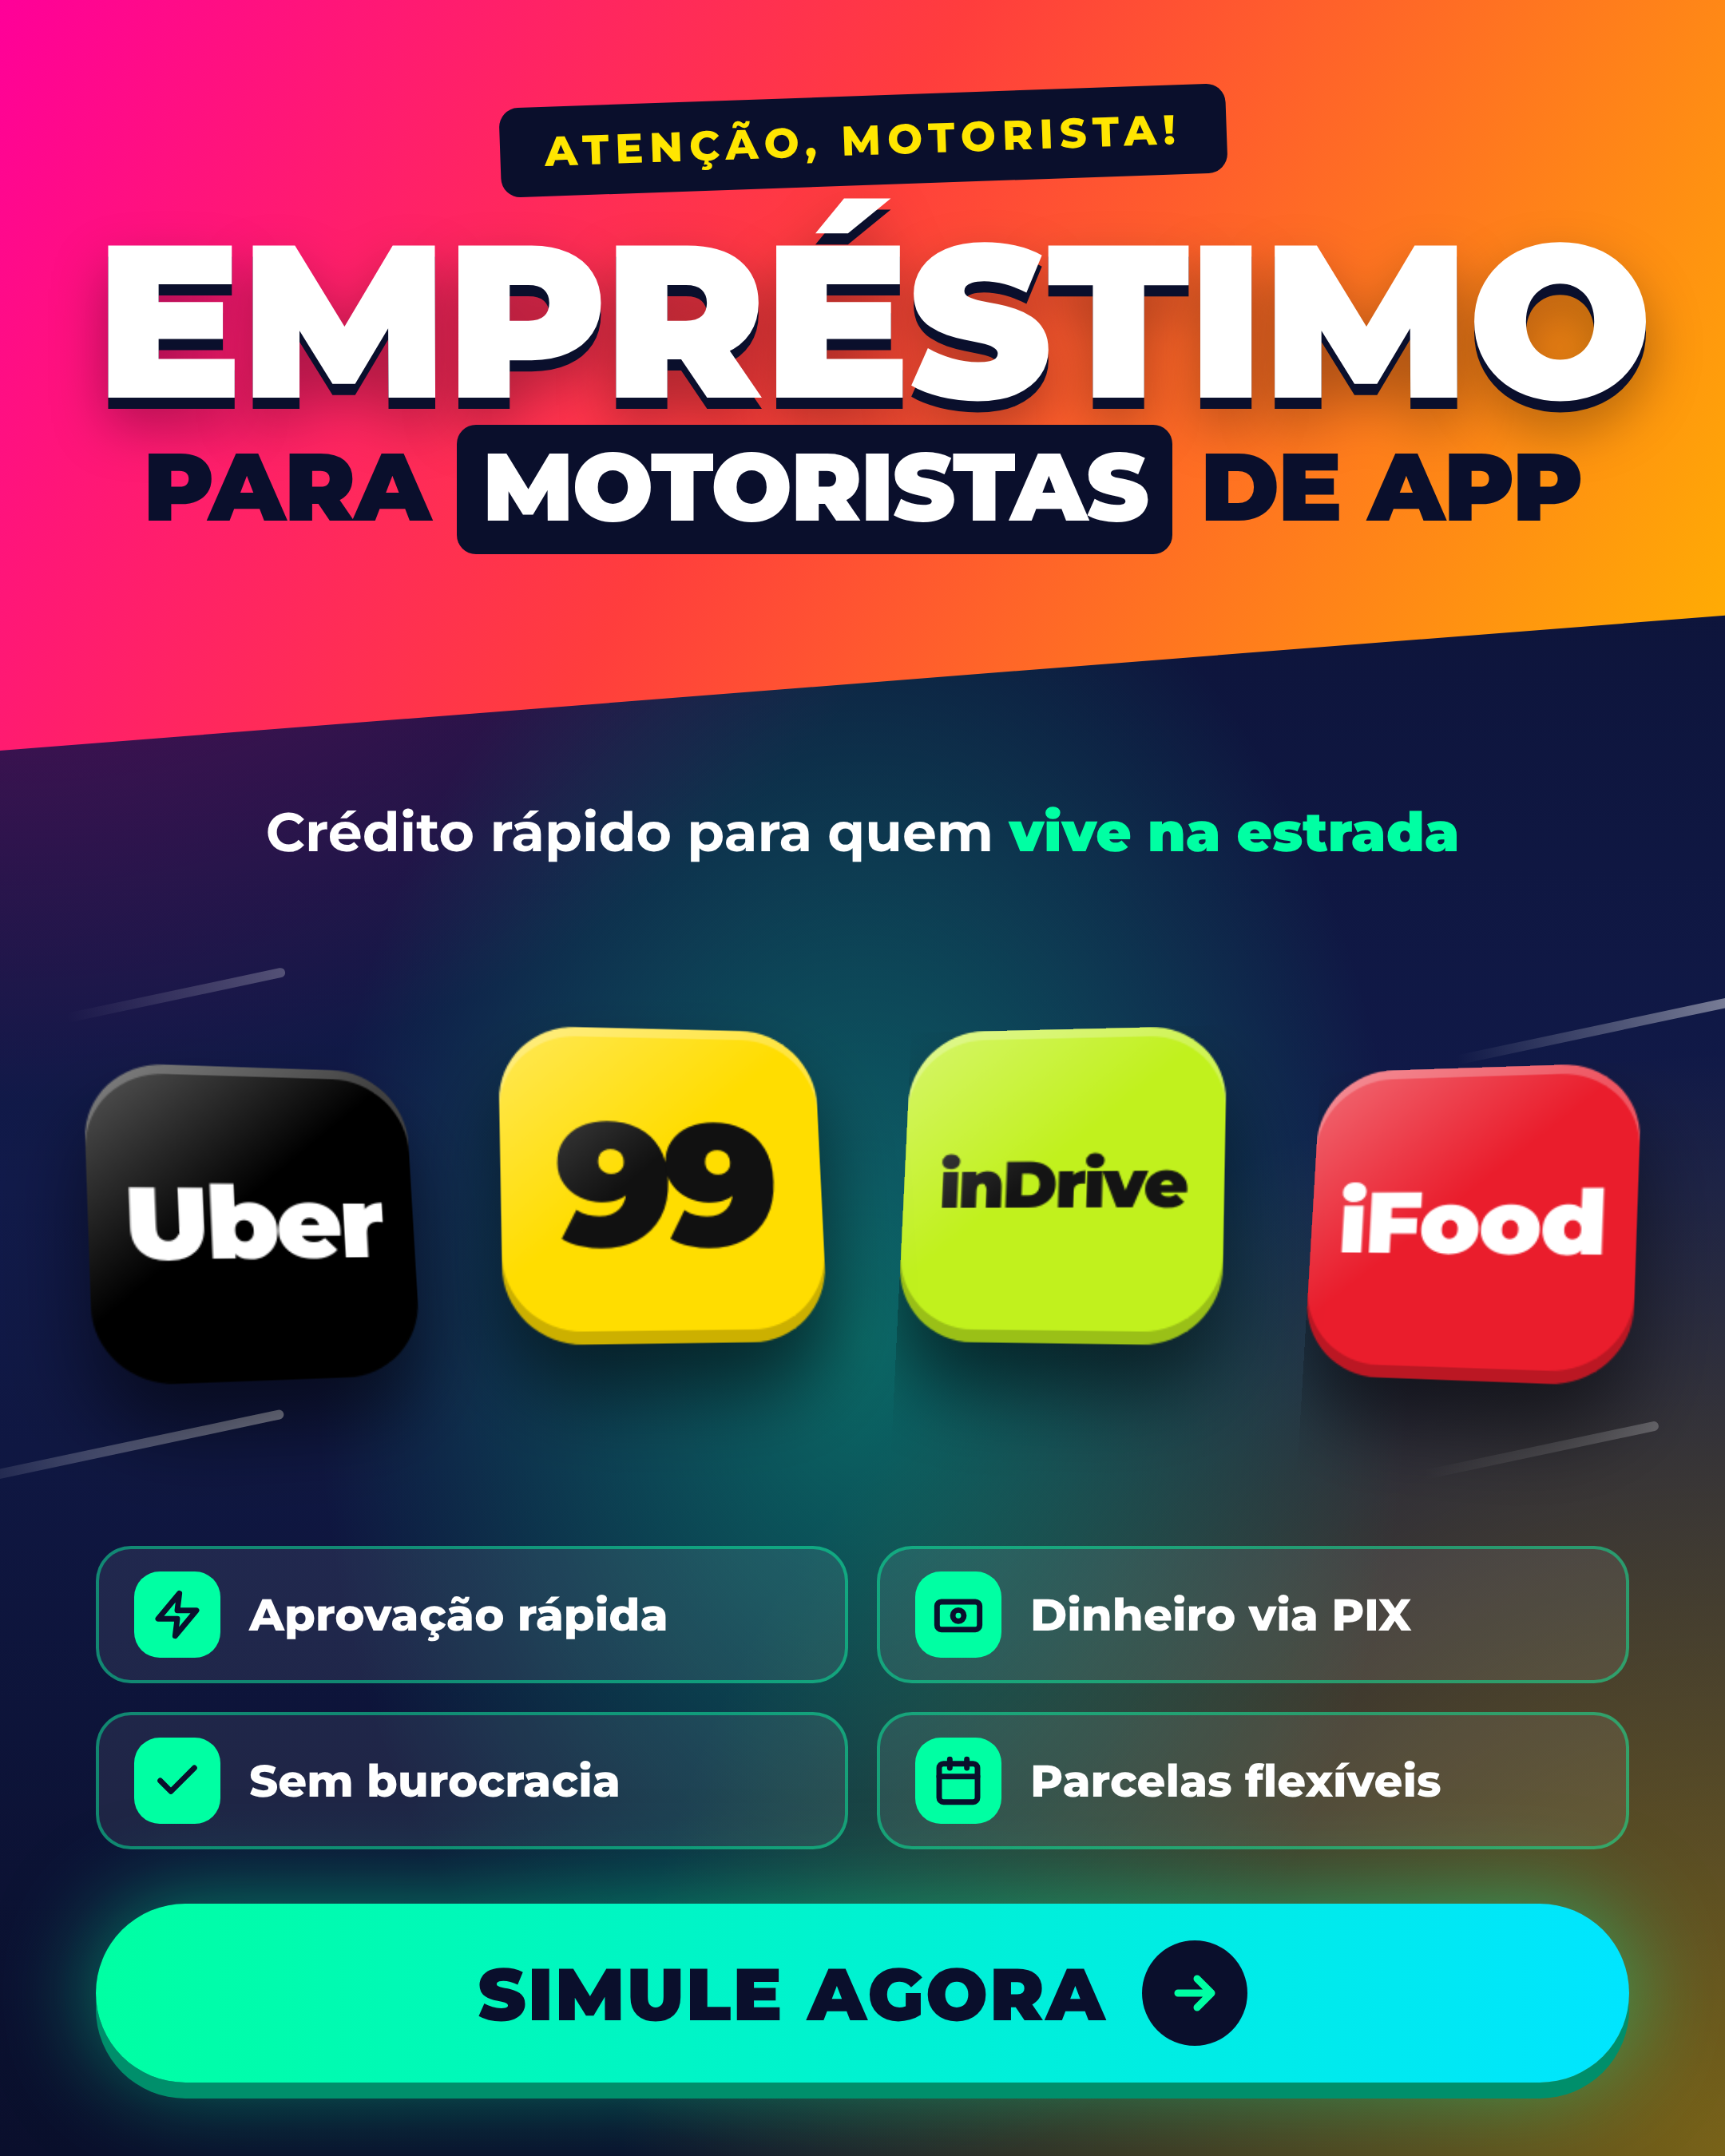 ATENÇÃO, MOTORISTA!
EMPRÉSTIMO
PARA MOTORISTAS DE APP
Crédito rápido para quem vive na estrada
Uber
99
inDrive
iFood
Aprovação rápida
Dinheiro via PIX
Sem burocracia
Parcelas flexíveis
SIMULE AGORA